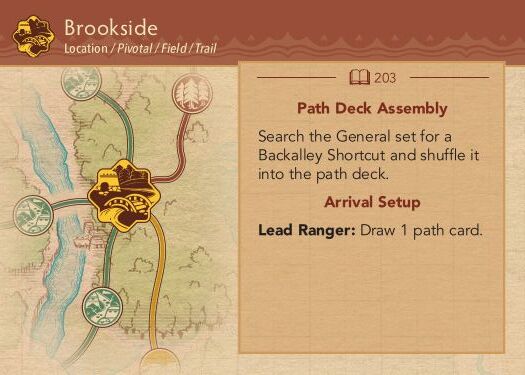 Brookside
Location / Pivotal / Field / Trail
203
Path Deck Assembly
Search the General set for a
Backalley Shortcut and shuffle it
into the path deck.
Arrival Setup
Lead Ranger: Draw 1 path card.